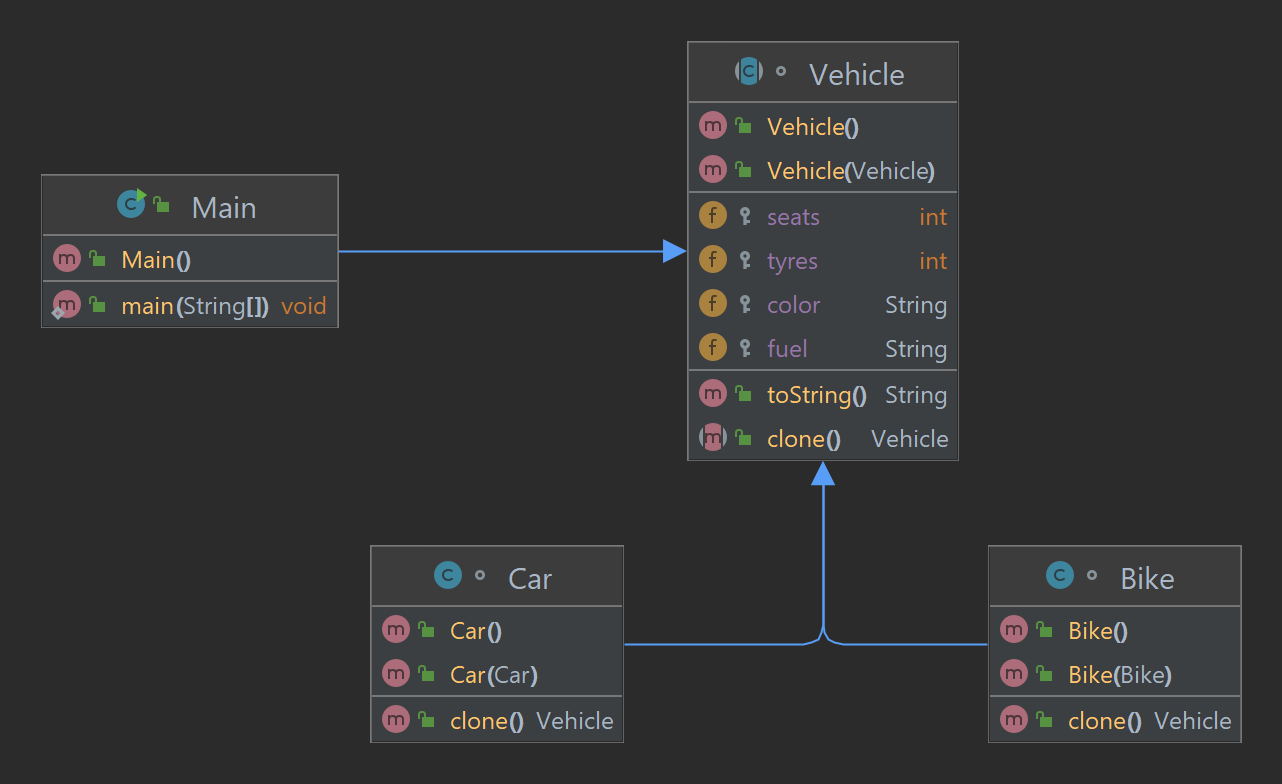 Vehicle
Vehicle()
Vehicle(Vehicle)
seats int
tyres int
color String
fuel String
toString() String
clone() Vehicle
Main
Main()
main(String[]) void
Car
Car()
Car(Car)
clone() Vehicle
Bike
Bike()
Bike(Bike)
clone() Vehicle